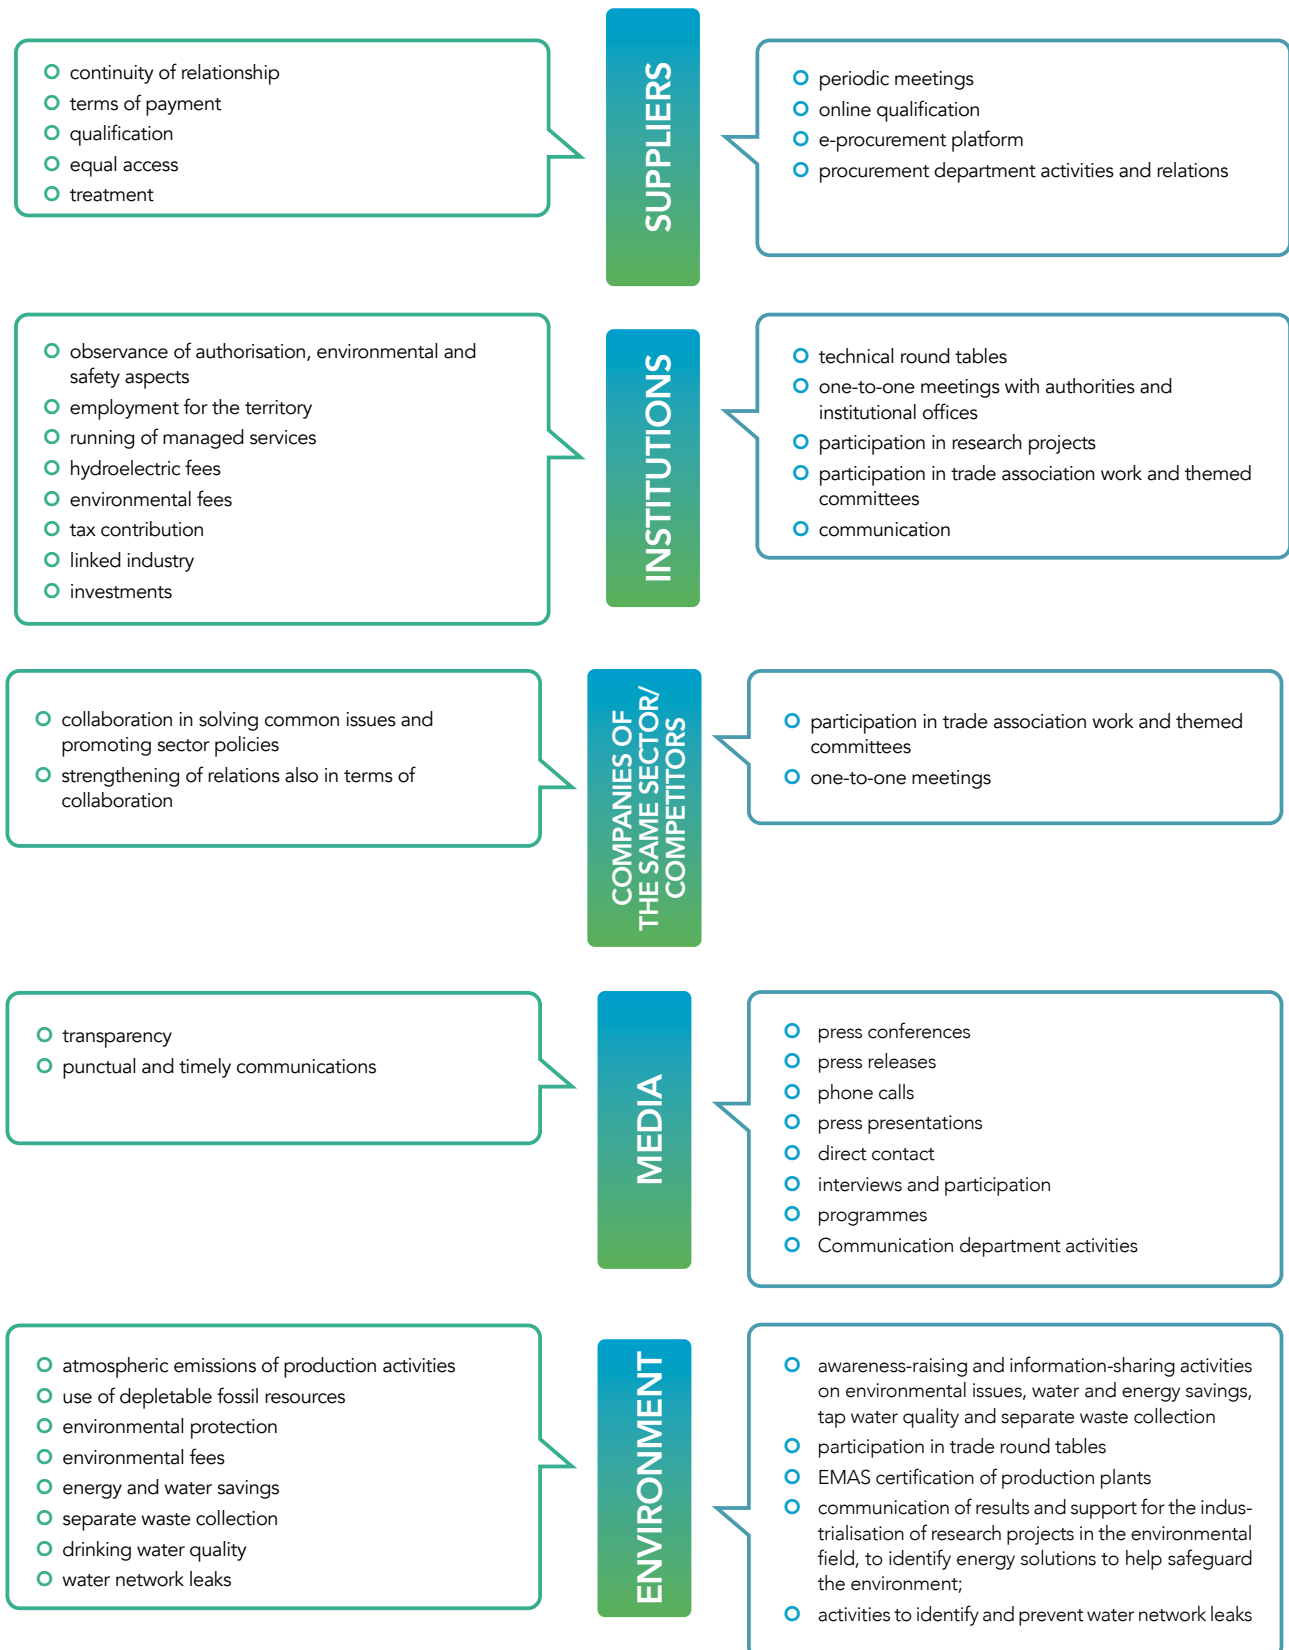 continuity of relationship
terms of payment
qualification
equal access
treatment
SUPPLIERS
periodic meetings
online qualification
e-procurement platform
procurement department activities and relations
observance of authorisation, environmental and
safety aspects
employment for the territory
running of managed services
hydroelectric fees
environmental fees
tax contribution
linked industry
investments
INSTITUTIONS
technical round tables
one-to-one meetings with authorities and
institutional offices
participation in research projects
participation in trade association work and themed
committees
communication
collaboration in solving common issues and
promoting sector policies
strengthening of relations also in terms of
collaboration
COMPANIES OF
THE SAME SECTOR/
COMPETITORS
participation in trade association work and themed
committees
one-to-one meetings
transparency
punctual and timely communications
MEDIA
press conferences
press releases
phone calls
press presentations
direct contact
interviews and participation
programmes
Communication department activities
atmospheric emissions of production activities
use of depletable fossil resources
environmental protection
environmental fees
energy and water savings
separate waste collection
drinking water quality
water network leaks
ENVIRONMENT
awareness-raising and information-sharing activities
on environmental issues, water and energy savings,
tap water quality and separate waste collection
participation in trade round tables
EMAS certification of production plants
communication of results and support for the indus-
trialisation of research projects in the environmental
field, to identify energy solutions to help safeguard
the environment;
activities to identify and prevent water network leaks